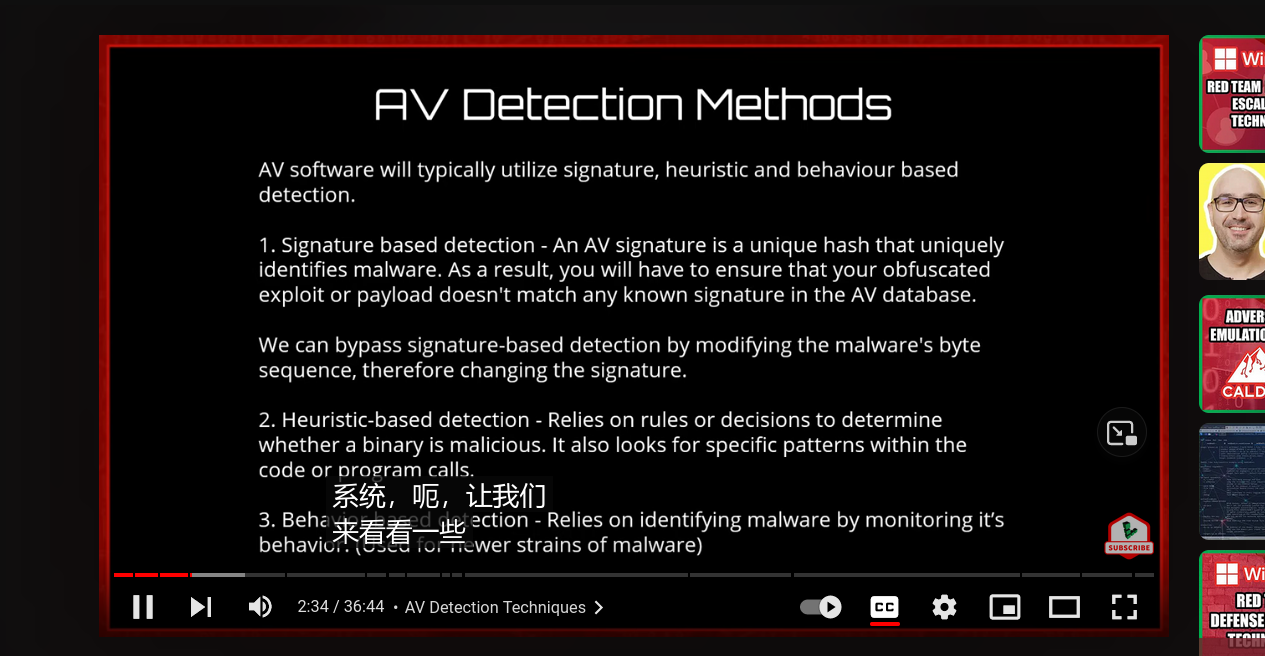 AV Detection Methods
AV software will typically utilize signature, heuristic and behaviour based
detection.
1. Signature based detection - An AV signature is a unique hash that uniquely
identifies malware. As a result, you will have to ensure that your obfuscated
exploit or payload doesn't match any known signature in the AV database.
We can bypass signature-based detection by modifying the malware's byte
sequence, therefore changing the signature.
2. Heuristic-based detection - Relies on rules or decisions to determine
whether a binary is malicious. It also looks for specific patterns within the
code or program calls.
系统，呃，让我们
3. Behavior-based detection - Relies on identifying malware by monitoring it’s
来看看一些
behavior. (Used for newer strains of malware)
SUBSCRIBE
2:34 / 36:44 • AV Detection Techniques
CC
Wi
RED TEAM
ESCAL
TECHN
ADVER
EMULATIO
CALD
Wi
RED
DEFENSE
TECHN